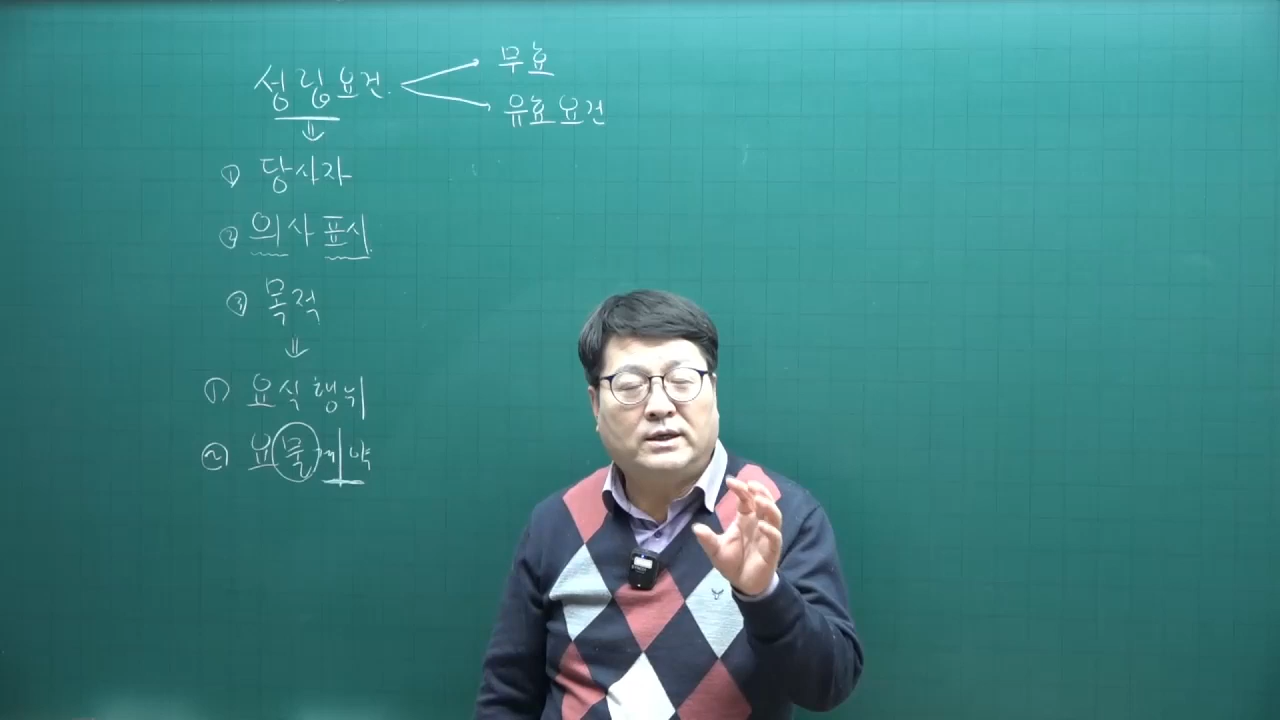 성립요건
무효
유효요건
① 당사자
② 의사표시
③ 목적
① 요식행위
② 요물계약